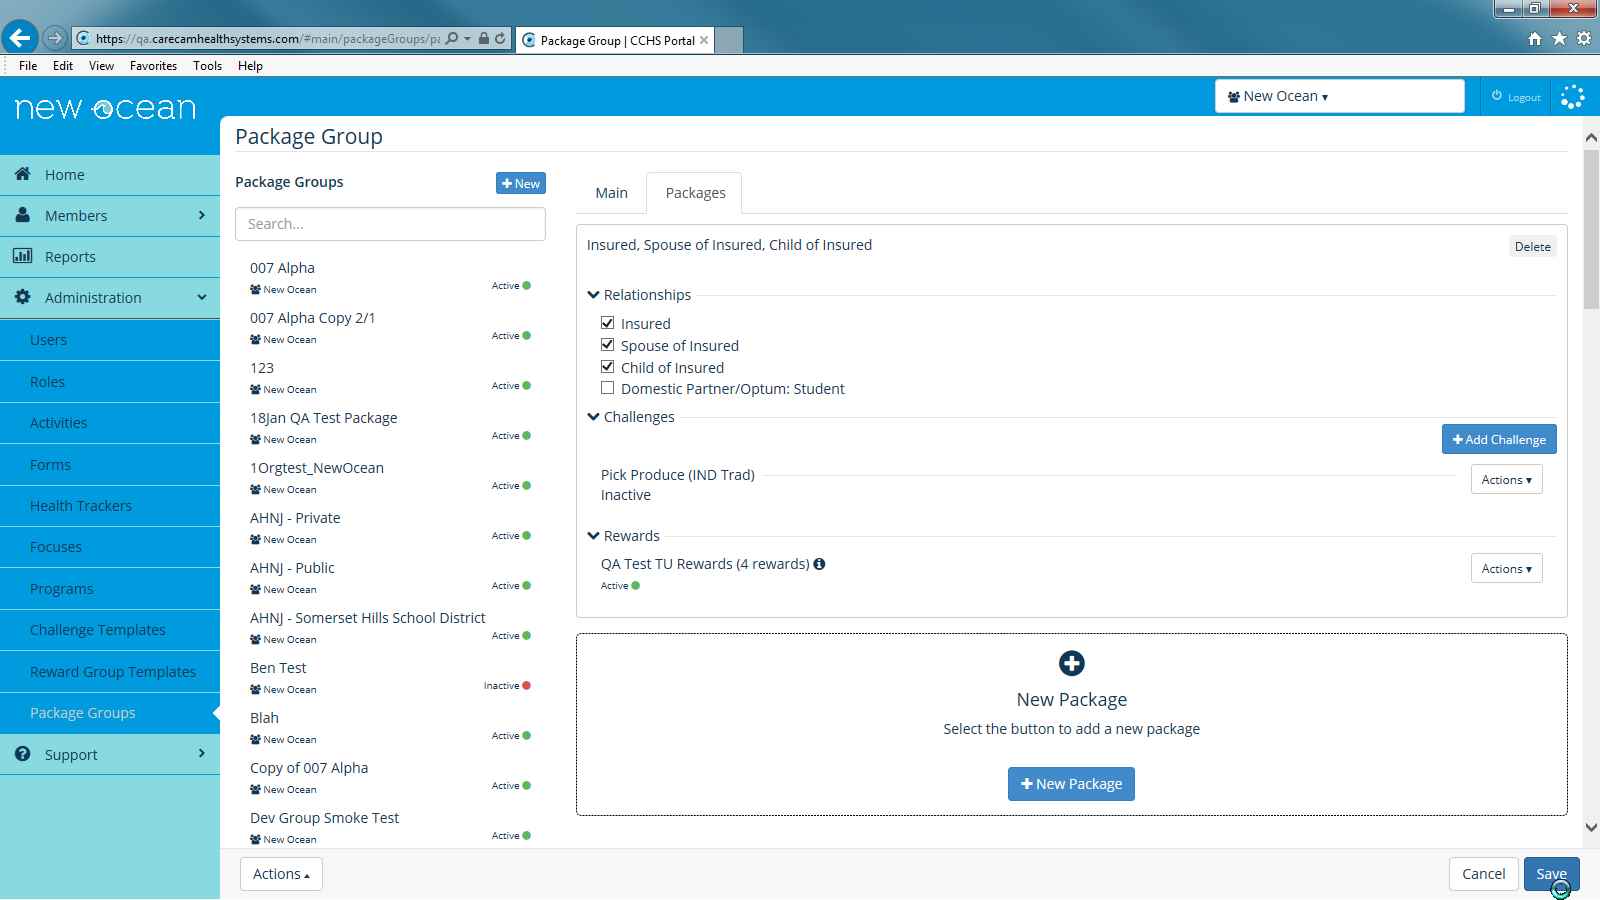 https://qa.carecamhealthsystems.com/#main/packageGroups/pa
Package Group | CCHS Portal
File Edit View Favorites Tools Help
new ocean
New Ocean
Logout
Home
Members
Reports
Administration
Users
Roles
Activities
Forms
Health Trackers
Focuses
Programs
Challenge Templates
Reward Group Templates
Package Groups
Support
Package Group
Package Groups
New
Search...
007 Alpha
New Ocean Active
007 Alpha Copy 2/1
New Ocean Active
123
New Ocean Active
18Jan QA Test Package
New Ocean Active
1Orgtest_NewOcean
New Ocean Active
AHNJ - Private
New Ocean Active
AHNJ - Public
New Ocean Active
AHNJ - Somerset Hills School District
New Ocean Active
Ben Test
New Ocean Inactive
Blah
New Ocean Active
Copy of 007 Alpha
New Ocean Active
Dev Group Smoke Test
New Ocean Active
Main Packages
Insured, Spouse of Insured, Child of Insured
Delete
Relationships
Insured
Spouse of Insured
Child of Insured
Domestic Partner/Optum: Student
Challenges
Add Challenge
Pick Produce (IND Trad)
Actions
Inactive
Rewards
QA Test TU Rewards (4 rewards)
Actions
Active
New Package
Select the button to add a new package
New Package
Actions
Cancel
Save